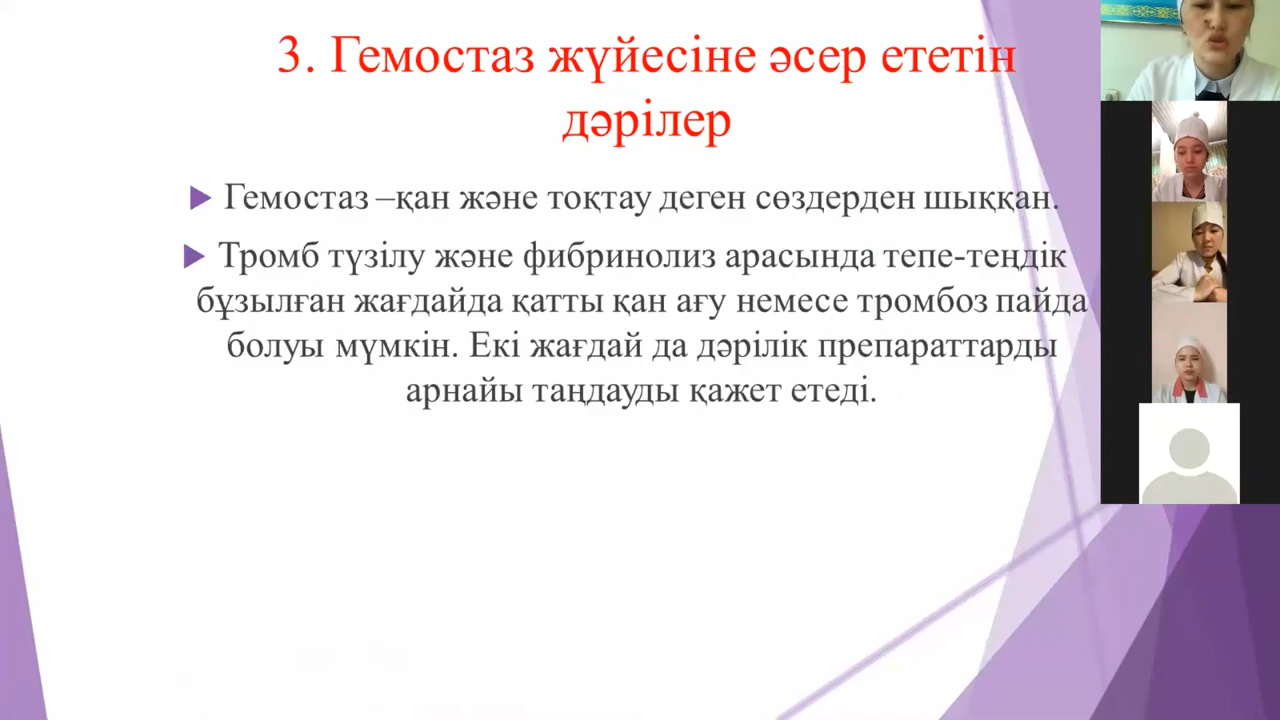 3. Гемостаз жүйесіне әсер ететін
дәрілер
Гемостаз –қан және тоқтау деген сөздерден шыққан.
Тромб түзілу және фибринолиз арасында тепе-теңдік
бұзылған жағдайда қатты қан ағу немесе тромбоз пайда
болуы мүмкін. Екі жағдай да дәрілік препараттарды
арнайы таңдауды қажет етеді.